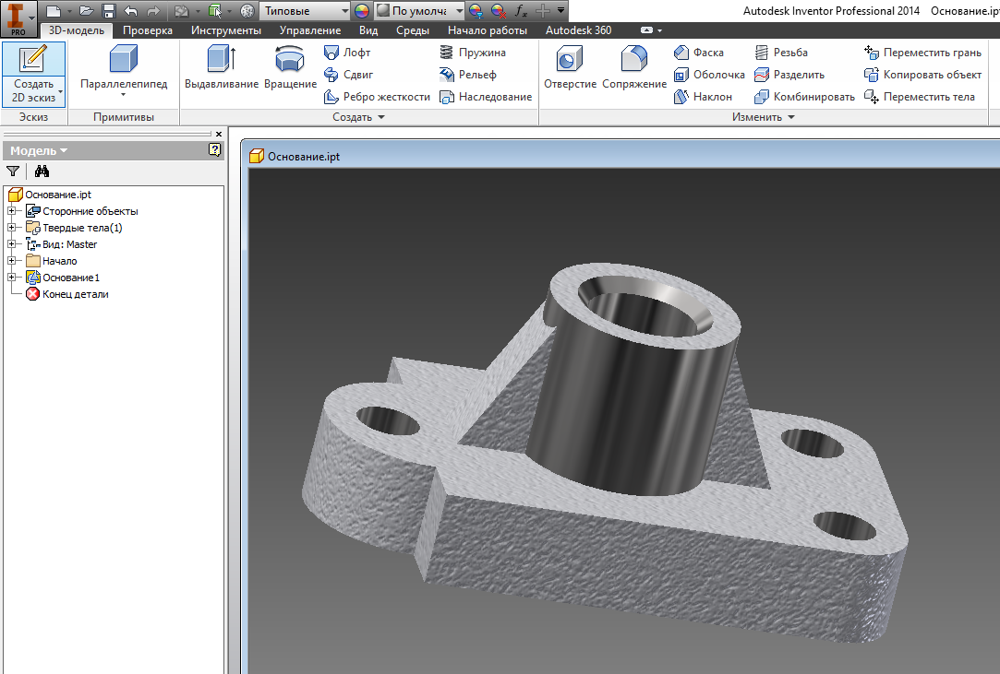 Типовые
По умолча
fx
Autodesk Inventor Professional 2014 Основание.ipt
PRO
3D-модель Проверка Инструменты Управление Вид Среды Начало работы Autodesk 360
Создать
2D эскиз
Параллелепипед
Выдавливание
Вращение
Лофт
Сдвиг
Ребро жесткости
Пружина
Рельеф
Наследование
Отверстие
Сопряжение
Фаска
Оболочка
Наклон
Резьба
Разделить
Комбинировать
Переместить грань
Копировать объект
Переместить тела
Эскиз
Примитивы
Создать
Изменить
Модель
?
Основание.ipt
Сторонние объекты
Твердые тела(1)
Вид: Master
Начало
Основание1
Конец детали
Основание.ipt